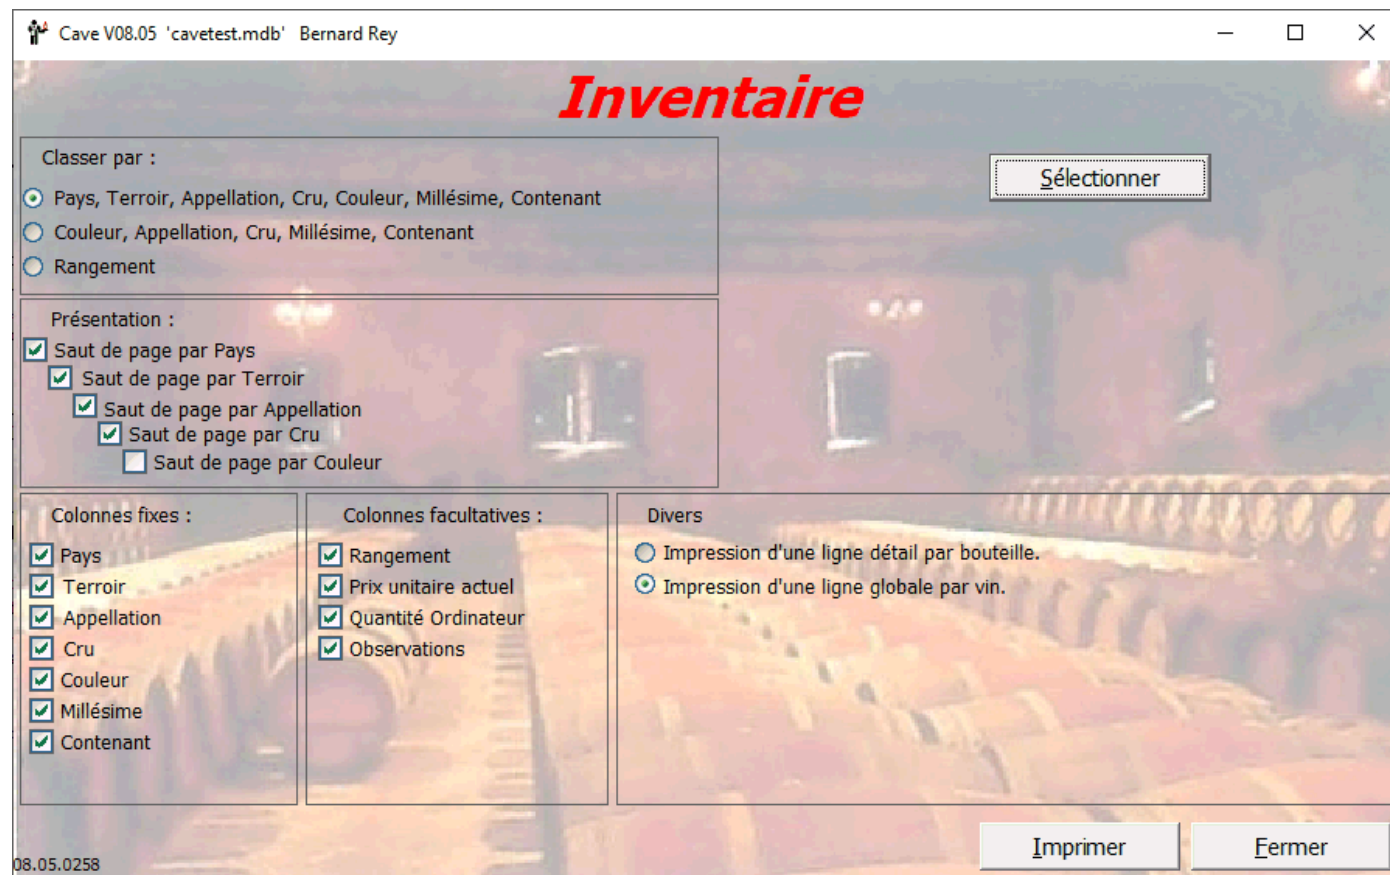 Cave V08.05 'cavetest.mdb' Bernard Rey
Inventaire
Classer par :
Pays, Terroir, Appellation, Cru, Couleur, Millésime, Contenant
Couleur, Appellation, Cru, Millésime, Contenant
Rangement
Sélectionner
Présentation :
Saut de page par Pays
Saut de page par Terroir
Saut de page par Appellation
Saut de page par Cru
Saut de page par Couleur
Colonnes fixes :
Pays
Terroir
Appellation
Cru
Couleur
Millésime
Contenant
Colonnes facultatives :
Rangement
Prix unitaire actuel
Quantité Ordinateur
Observations
Divers
Impression d'une ligne détail par bouteille.
Impression d'une ligne globale par vin.
Imprimer
Fermer
08.05.0258